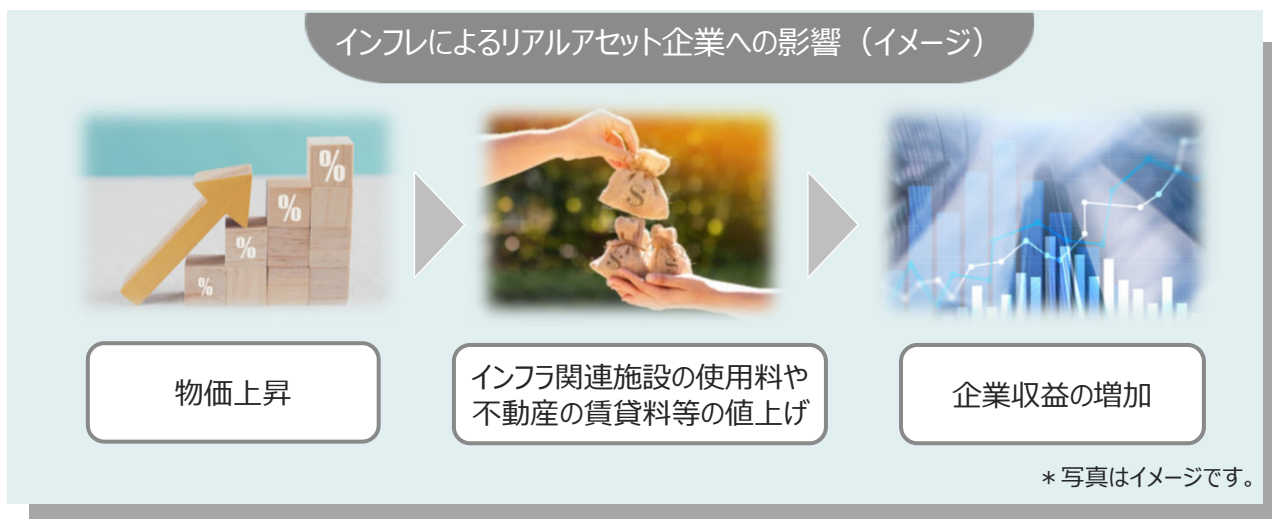 インフレによるリアルアセット企業への影響（イメージ）
%
%
%
%
$
$
$
物価上昇
インフラ関連施設の使用料や
不動産の賃貸料等の値上げ
企業収益の増加
＊写真はイメージです。